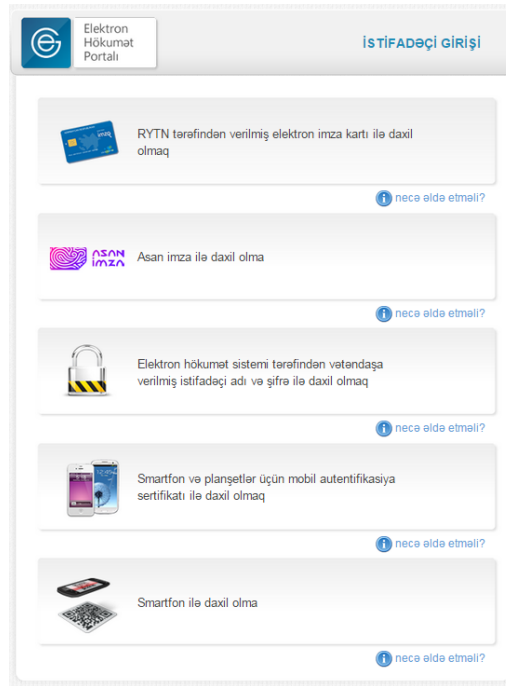 Elektron
Hökumət
Portalı
İSTİFADƏÇİ GİRİŞİ
RYTN tərəfindən verilmiş elektron imza kartı ilə daxil
olmaq
necə əldə etməli?
ASAN
İMZA
Asan imza ilə daxil olma
necə əldə etməli?
Elektron hökumət sistemi tərəfindən vətəndaşa
verilmiş istifadəçi adı və şifrə ilə daxil olmaq
necə əldə etməli?
Smartfon və planşetlər üçün mobil autentifikasiya
sertifikatı ilə daxil olmaq
necə əldə etməli?
Smartfon ilə daxil olma
necə əldə etməli?